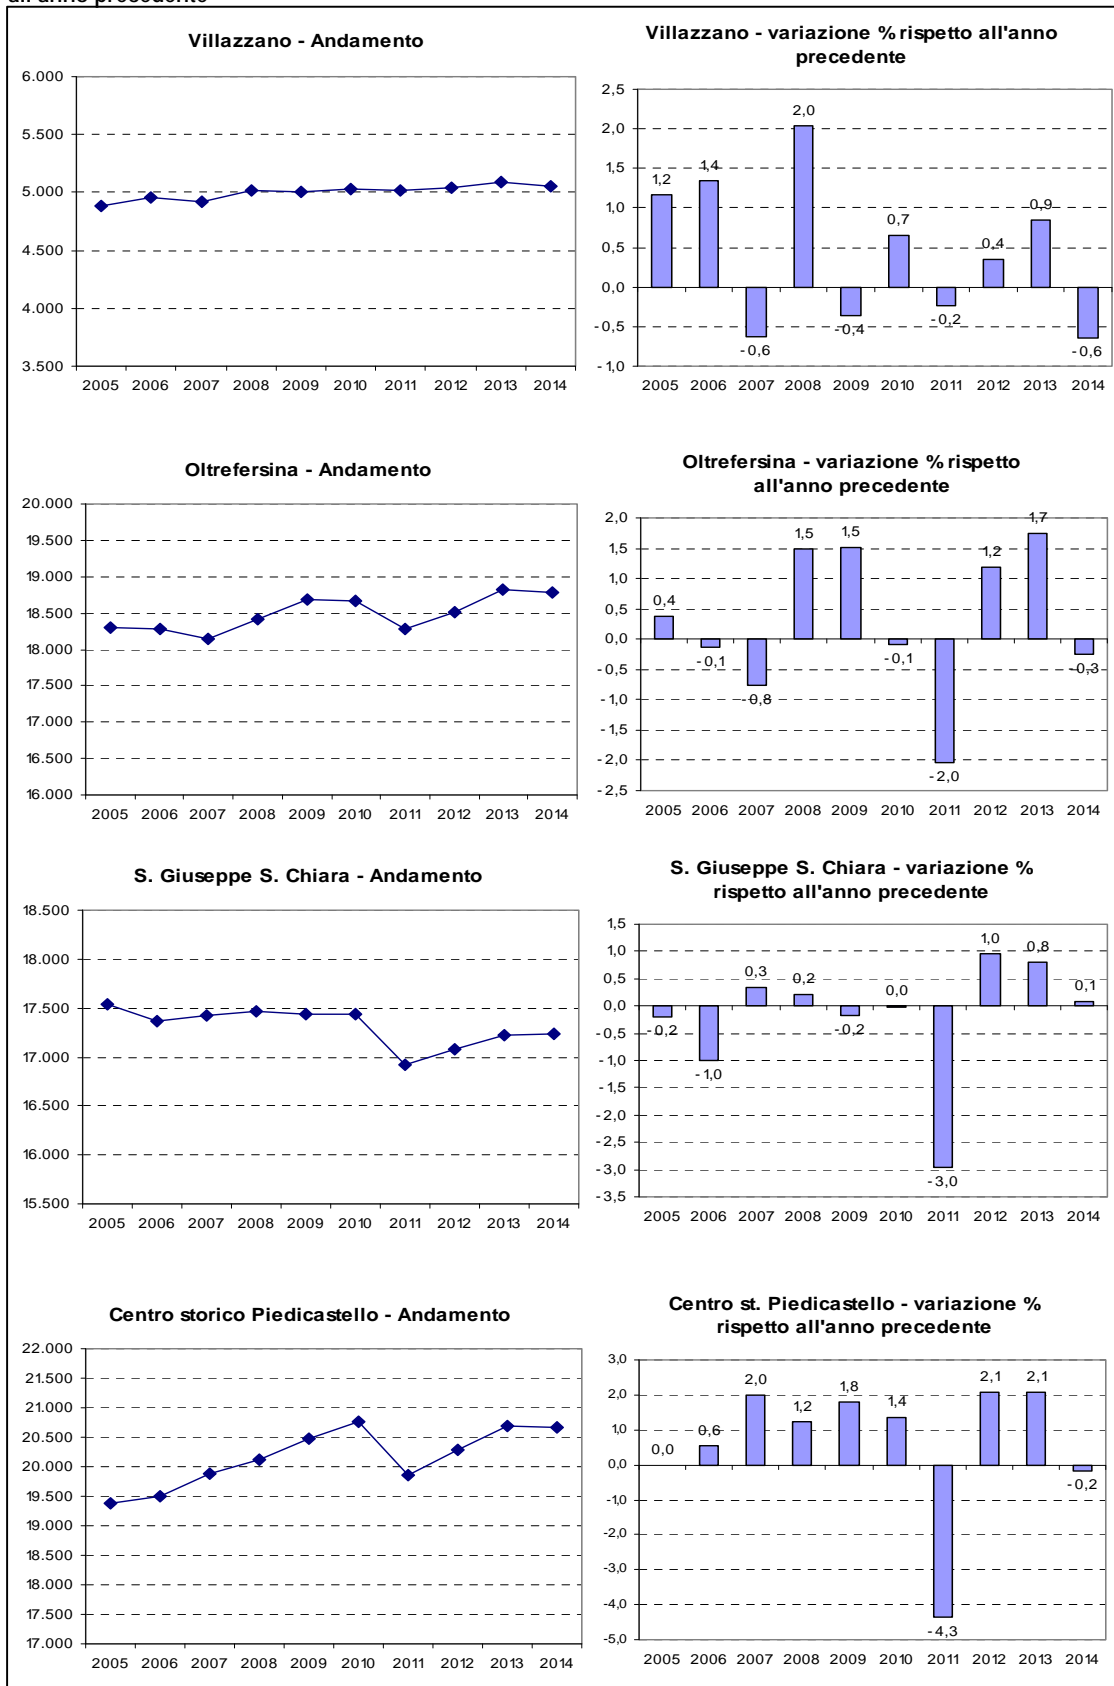 all'anno precedente
Villazzano - Andamento
6.000
5.500
5.000
4.500
4.000
3.500
2005 2006 2007 2008 2009 2010 2011 2012 2013 2014
Villazzano - variazione % rispetto all'anno
precedente
2,5
2,0
1,5
1,0
0,5
0,0
-0,5
-1,0
1,2 1,4 -0,6 2,0 -0,4 0,7 -0,2 0,4 0,9 -0,6
2005 2006 2007 2008 2009 2010 2011 2012 2013 2014
Oltrefersina - Andamento
20.000
19.500
19.000
18.500
18.000
17.500
17.000
16.500
16.000
2005 2006 2007 2008 2009 2010 2011 2012 2013 2014
Oltrefersina - variazione % rispetto
all'anno precedente
2,0
1,5
1,0
0,5
0,0
-0,5
-1,0
-1,5
-2,0
-2,5
0,4 -0,1 -0,8 1,5 1,5 -0,1 -2,0 1,2 1,7 -0,3
2005 2006 2007 2008 2009 2010 2011 2012 2013 2014
S. Giuseppe S. Chiara - Andamento
18.500
18.000
17.500
17.000
16.500
16.000
15.500
2005 2006 2007 2008 2009 2010 2011 2012 2013 2014
S. Giuseppe S. Chiara - variazione %
rispetto all'anno precedente
1,5
1,0
0,5
0,0
-0,5
-1,0
-1,5
-2,0
-2,5
-3,0
-3,5
-0,2 -1,0 0,3 0,2 -0,2 0,0 -3,0 1,0 0,8 0,1
2005 2006 2007 2008 2009 2010 2011 2012 2013 2014
Centro storico Piedicastello - Andamento
22.000
21.500
21.000
20.500
20.000
19.500
19.000
18.500
18.000
17.500
17.000
2005 2006 2007 2008 2009 2010 2011 2012 2013 2014
Centro st. Piedicastello - variazione %
rispetto all'anno precedente
3,0
2,0
1,0
0,0
-1,0
-2,0
-3,0
-4,0
-5,0
0,0 0,6 2,0 1,2 1,8 1,4 -4,3 2,1 2,1 -0,2
2005 2006 2007 2008 2009 2010 2011 2012 2013 2014